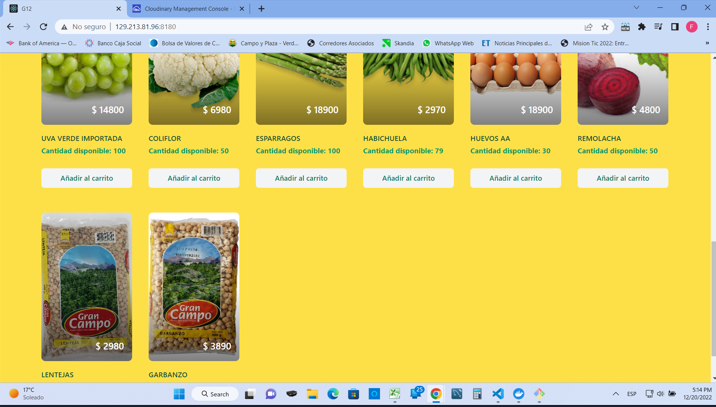 G12
Cloudinary Management Console -
No seguro
129.213.81.96:8180
Bank of America — O...
Banco Caja Social
Bolsa de Valores de C...
Campo y Plaza - Verd...
Corredores Asociados
Skandia
WhatsApp Web
Noticias Principales d...
Mision Tic 2022: Entr...
»
$ 14800
$ 6980
$ 18900
$ 2970
$ 18900
$ 4800
UVA VERDE IMPORTADA
COLIFLOR
ESPARRAGOS
HABICHUELA
HUEVOS AA
REMOLACHA
Cantidad disponible: 100
Cantidad disponible: 50
Cantidad disponible: 100
Cantidad disponible: 79
Cantidad disponible: 30
Cantidad disponible: 50
Añadir al carrito
Añadir al carrito
Añadir al carrito
Añadir al carrito
Añadir al carrito
Añadir al carrito
Gran
Campo
$ 2980
Gran
Campo
GARBANZO
$ 3890
LENTEJAS
GARBANZO
17°C
Soleado
Search
25
ESP
5:14 PM
12/20/2022